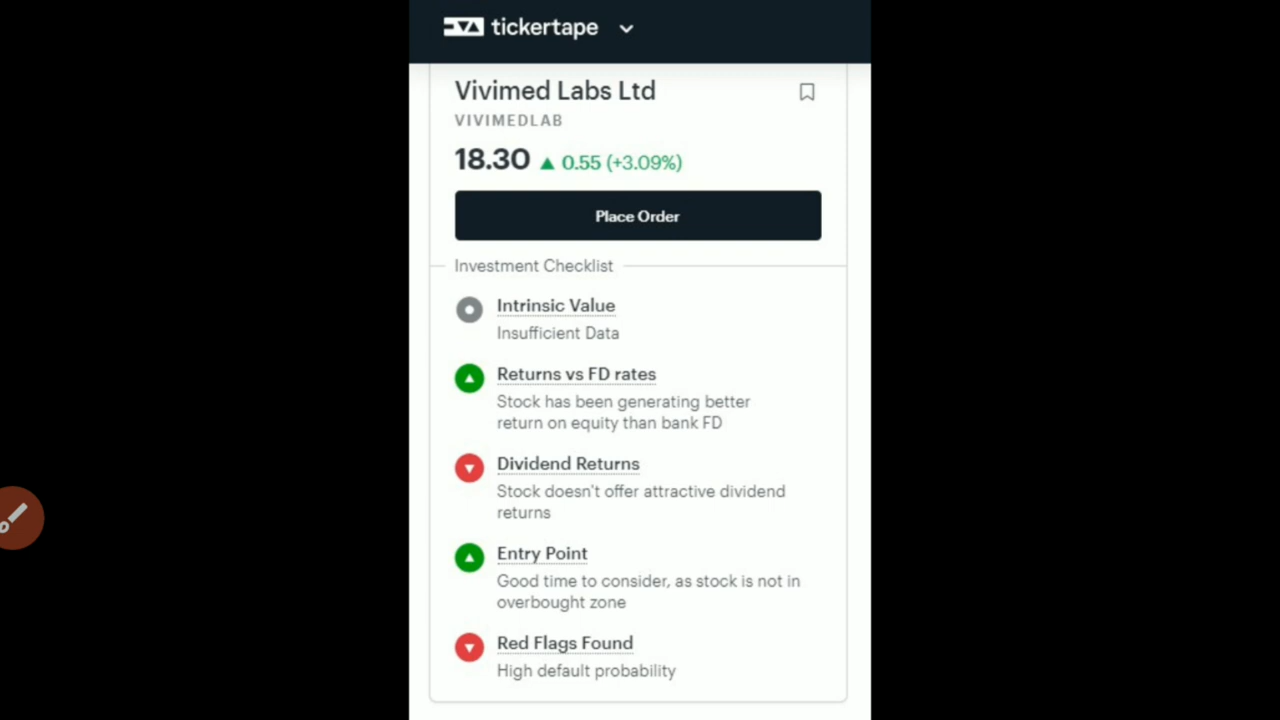 tickertape
Vivimed Labs Ltd
VIVIMEDLAB
18.30 ▲ 0.55 (+3.09%)
Place Order
Investment Checklist
Intrinsic Value
Insufficient Data
Returns vs FD rates
Stock has been generating better
return on equity than bank FD
Dividend Returns
Stock doesn't offer attractive dividend
returns
Entry Point
Good time to consider, as stock is not in
overbought zone
Red Flags Found
High default probability